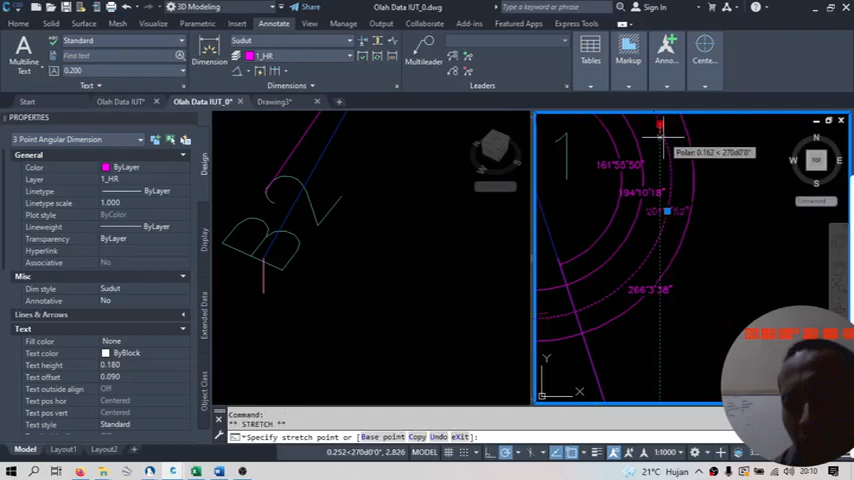 3D Modeling
Share
Olah Data IUT_0.dwg
Type a keyword or phrase
Sign In
Home
Solid
Surface
Mesh
Visualize
Parametric
Insert
Annotate
View
Manage
Output
Collaborate
Add-ins
Featured Apps
Express Tools
Standard
Find text
0.200
Multiline
Text
Text
Dimension
Sudut
1_HR
Dimensions
Multileader
Leaders
Tables
Markup
Anno...
Cente...
Start
Olah Data IUT*
Olah Data IUT_0*
Drawing3*
PROPERTIES
3 Point Angular Dimension
General
Color ByLayer
Layer 1_HR
Linetype ByLayer
Linetype scale 1.000
Plot style ByColor
Lineweight ByLayer
Transparency ByLayer
Hyperlink
Associative No
Misc
Dim style Sudut
Annotative No
Lines & Arrows
Text
Fill color None
Text color ByBlock
Text height 0.180
Text offset 0.090
Text outside align Off
Text pos hor Centered
Text pos vert Centered
Text style Standard
Design
Display
Extended Data
Object Class
B
1
Polar: 0.162 < 270d0'0"
161°55'50"
194°10'18"
266°3'38"
N
W
TOP
E
S
Y
X
Command:
** STRETCH **
Specify stretch point or [Base point Copy Undo eXit]:
Model
Layout1
Layout2
0.252<270d0'0", 2.826
MODEL
1:1000
21°C Hujan
20:10